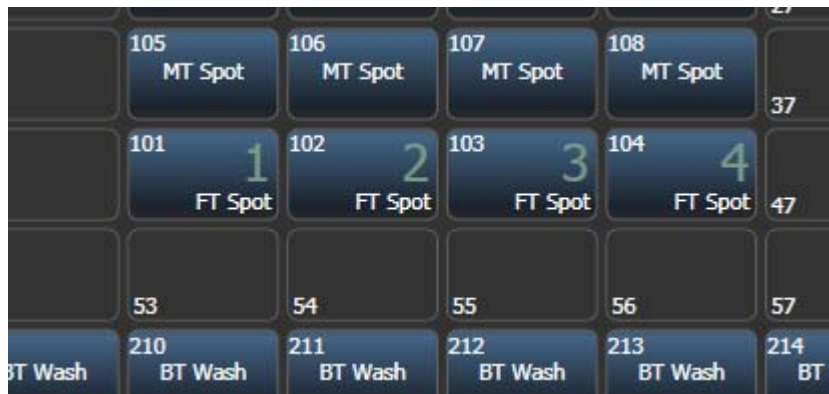 27
105 106 107 108
MT Spot MT Spot MT Spot MT Spot
37
101 102 103 104
1 2 3 4
FT Spot FT Spot FT Spot FT Spot 47
53 54 55 56 57
210 211 212 213 214
BT Wash BT Wash BT Wash BT Wash BT Wash BT